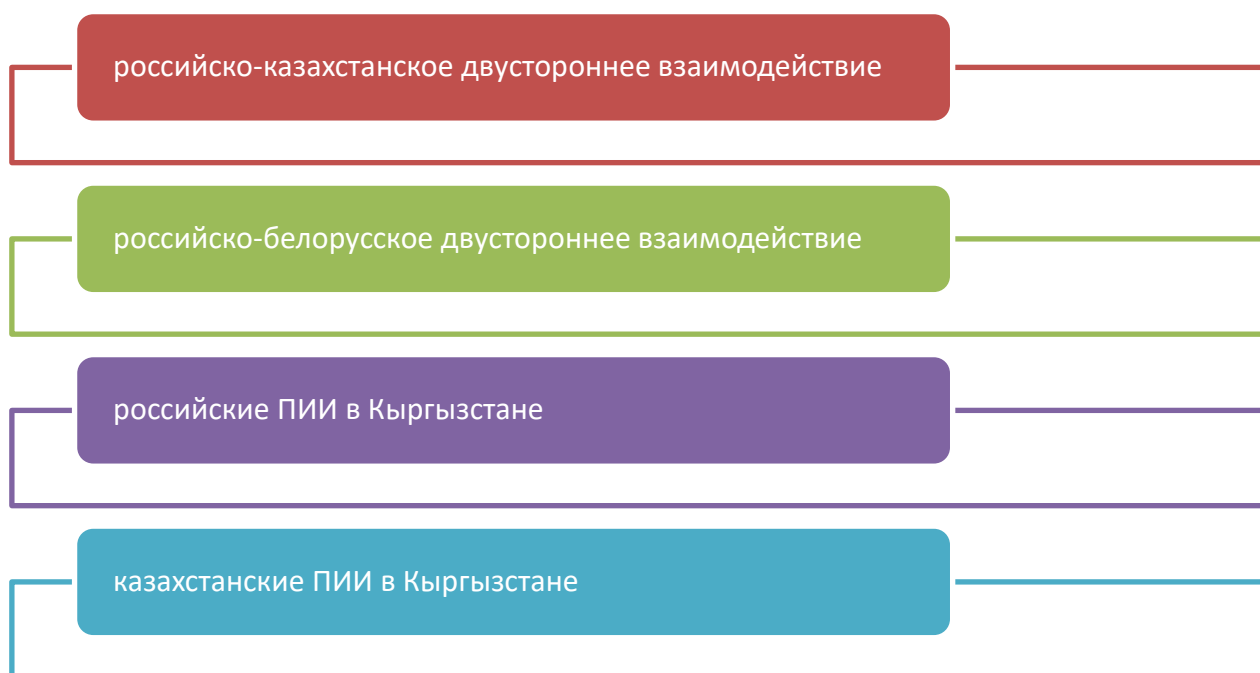 российско-казахстанское двустороннее взаимодействие
российско-белорусское двустороннее взаимодействие
российские ПИИ в Кыргызстане
казахстанские ПИИ в Кыргызстане